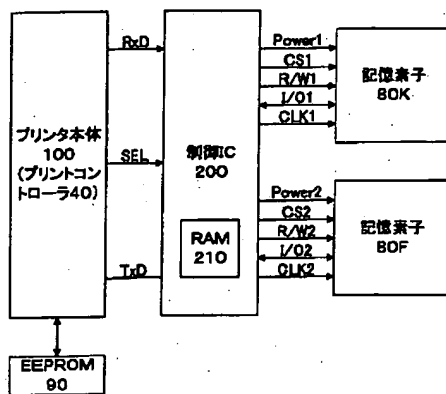 プリンタ本体
100
(プリントコン
トローラ40)
EEPROM
90
RxD
SEL
TxD
制御IC
200
RAM
210
Power1
CS1
R/W1
I/O1
CLK1
Power2
CS2
R/W2
I/O2
CLK2
記憶素子
80K
記憶素子
80F